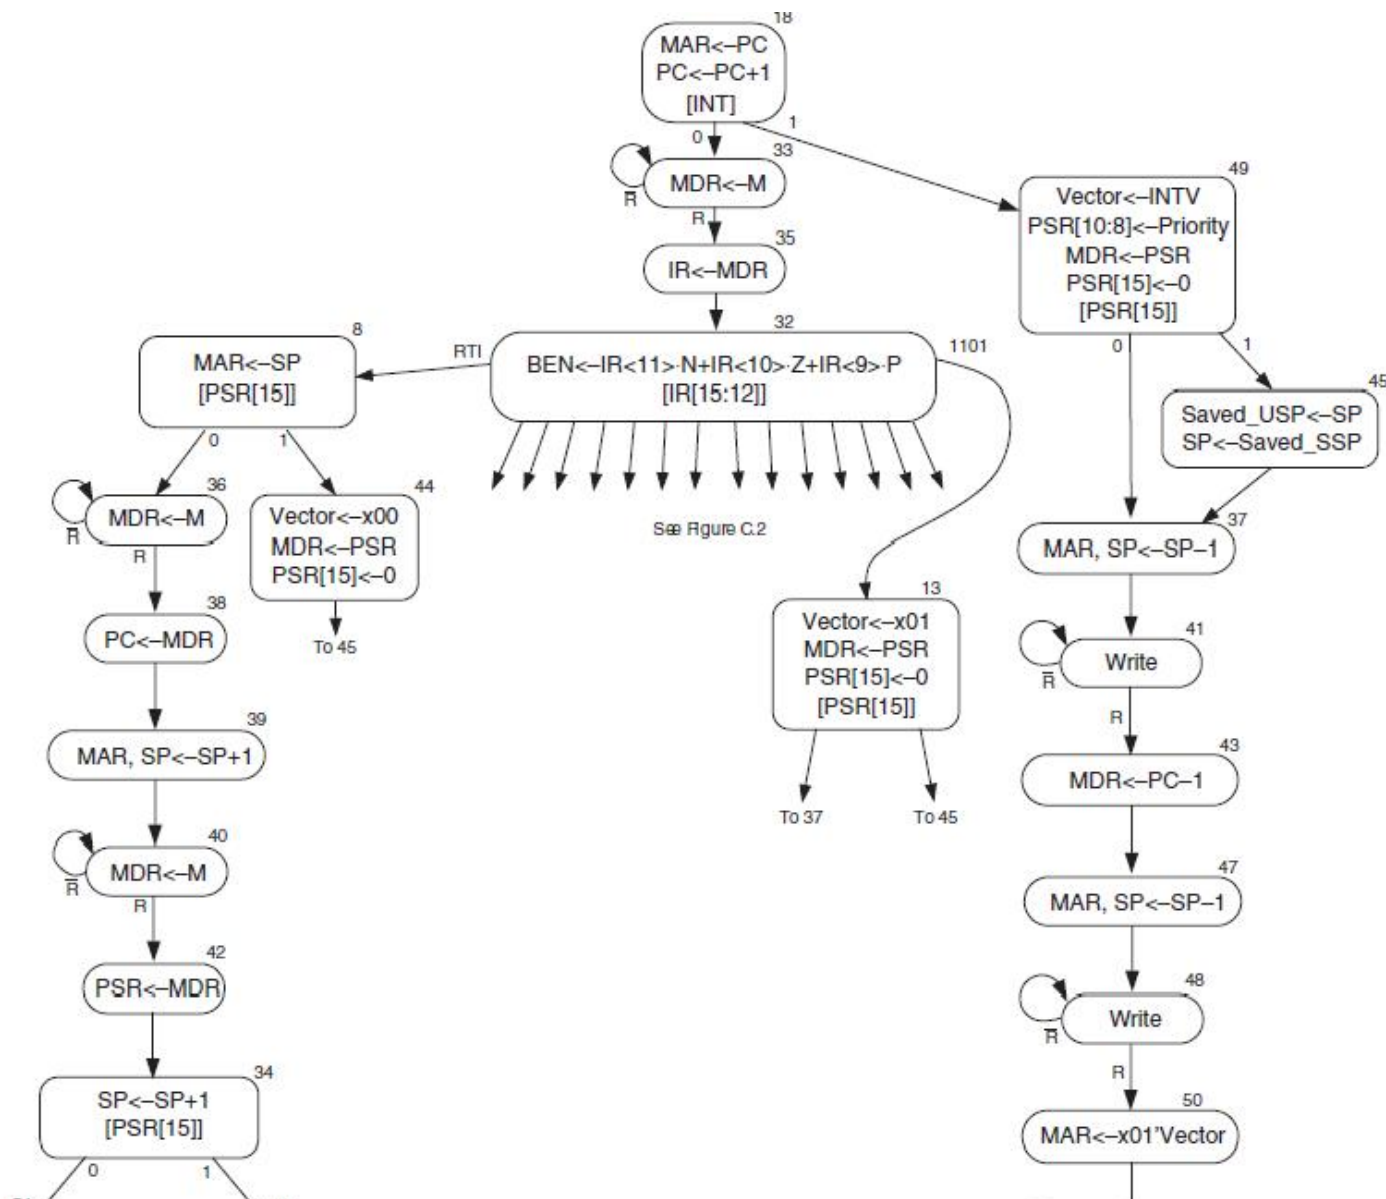 18
MAR<–PC
PC<–PC+1
[INT]
0
1
33
MDR<–M
R̅
R
35
IR<–MDR
49
Vector<–INTV
PSR[10:8]<–Priority
MDR<–PSR
PSR[15]<–0
[PSR[15]]
0
1
32
BEN<–IR<11>·N+IR<10>·Z+IR<9>·P
[IR[15:12]]
RTI
1101
See Figure C.2
8
MAR<–SP
[PSR[15]]
0
1
45
Saved_USP<–SP
SP<–Saved_SSP
36
MDR<–M
R̅
R
44
Vector<–x00
MDR<–PSR
PSR[15]<–0
To 45
37
MAR, SP<–SP–1
38
PC<–MDR
13
Vector<–x01
MDR<–PSR
PSR[15]<–0
[PSR[15]]
To 37
To 45
41
Write
R̅
R
39
MAR, SP<–SP+1
43
MDR<–PC–1
40
MDR<–M
R̅
R
47
MAR, SP<–SP–1
42
PSR<–MDR
48
Write
R̅
R
34
SP<–SP+1
[PSR[15]]
0
1
50
MAR<–x01'Vector